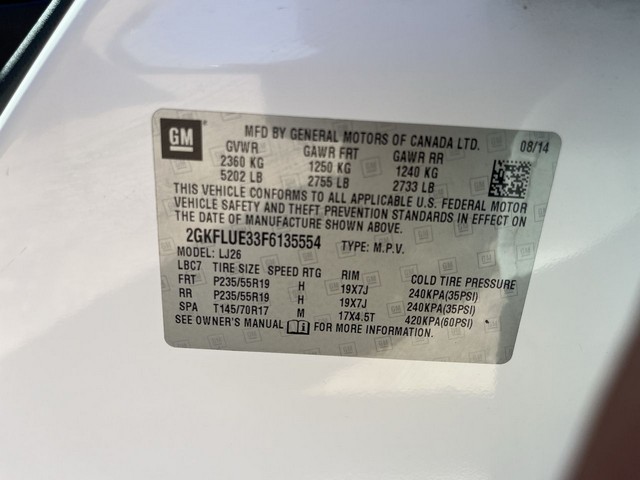 GM MFD BY GENERAL MOTORS OF CANADA LTD. 08/14
GVWR GAWR FRT GAWR RR
2360 KG 1250 KG 1240 KG
5202 LB 2755 LB 2733 LB
THIS VEHICLE CONFORMS TO ALL APPLICABLE U.S. FEDERAL MOTOR
VEHICLE SAFETY AND THEFT PREVENTION STANDARDS IN EFFECT ON
THE DATE OF MANUFACTURE SHOWN ABOVE.
2GKFLUE33F6135554 TYPE: M.P.V.
MODEL: LJ26
LBC7 TIRE SIZE SPEED RTG RIM COLD TIRE PRESSURE
FRT P235/55R19 H 19X7J 240KPA(35PSI)
RR P235/55R19 H 19X7J 240KPA(35PSI)
SPA T145/70R17 M 17X4.5T 420KPA(60PSI)
SEE OWNER'S MANUAL FOR MORE INFORMATION.